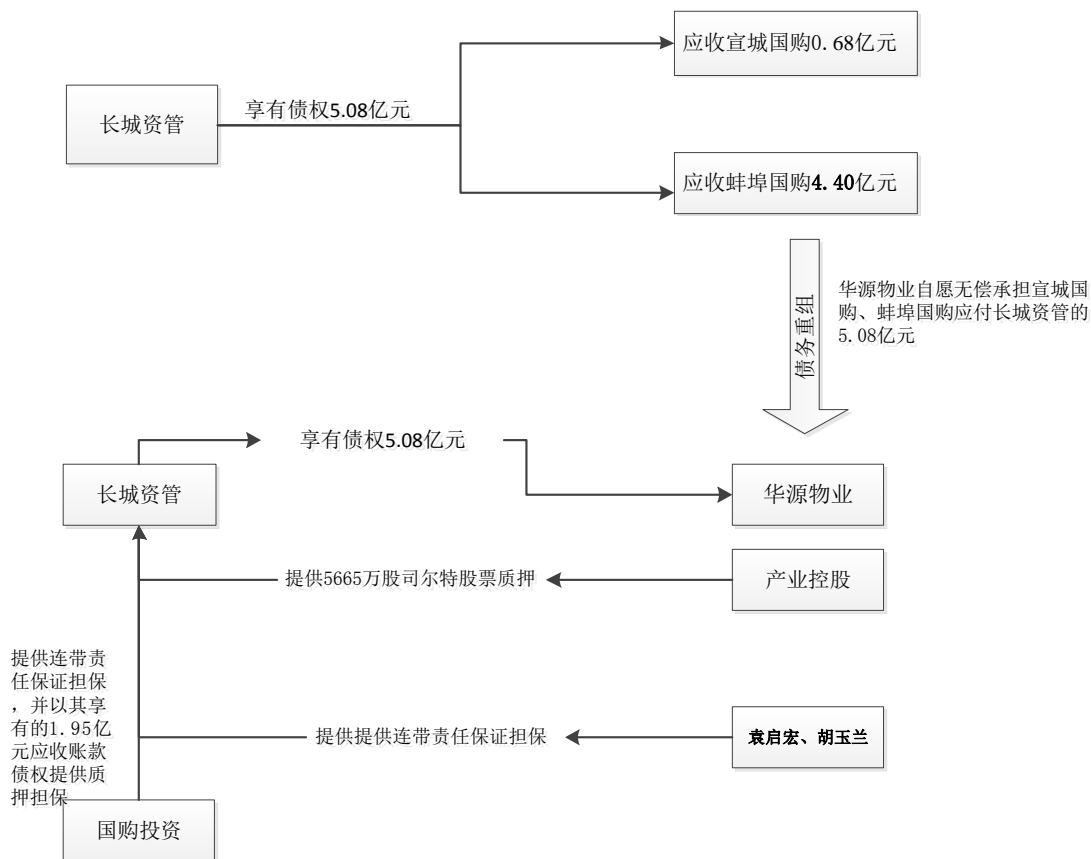 应收宣城国购0.68亿元
长城资管
享有债权5.08亿元
应收蚌埠国购4.40亿元
债务重组
华源物业自愿无偿承担宣城国
购、蚌埠国购应付长城资管的
5.08亿元
享有债权5.08亿元
长城资管
华源物业
提供5665万股司尔特股票质押
产业控股
提供连带责
任保证担保
，并以其享
有的1.95亿
元应收账款
债权提供质
押担保
提供提供连带责任保证担保
袁启宏、胡玉兰
国购投资